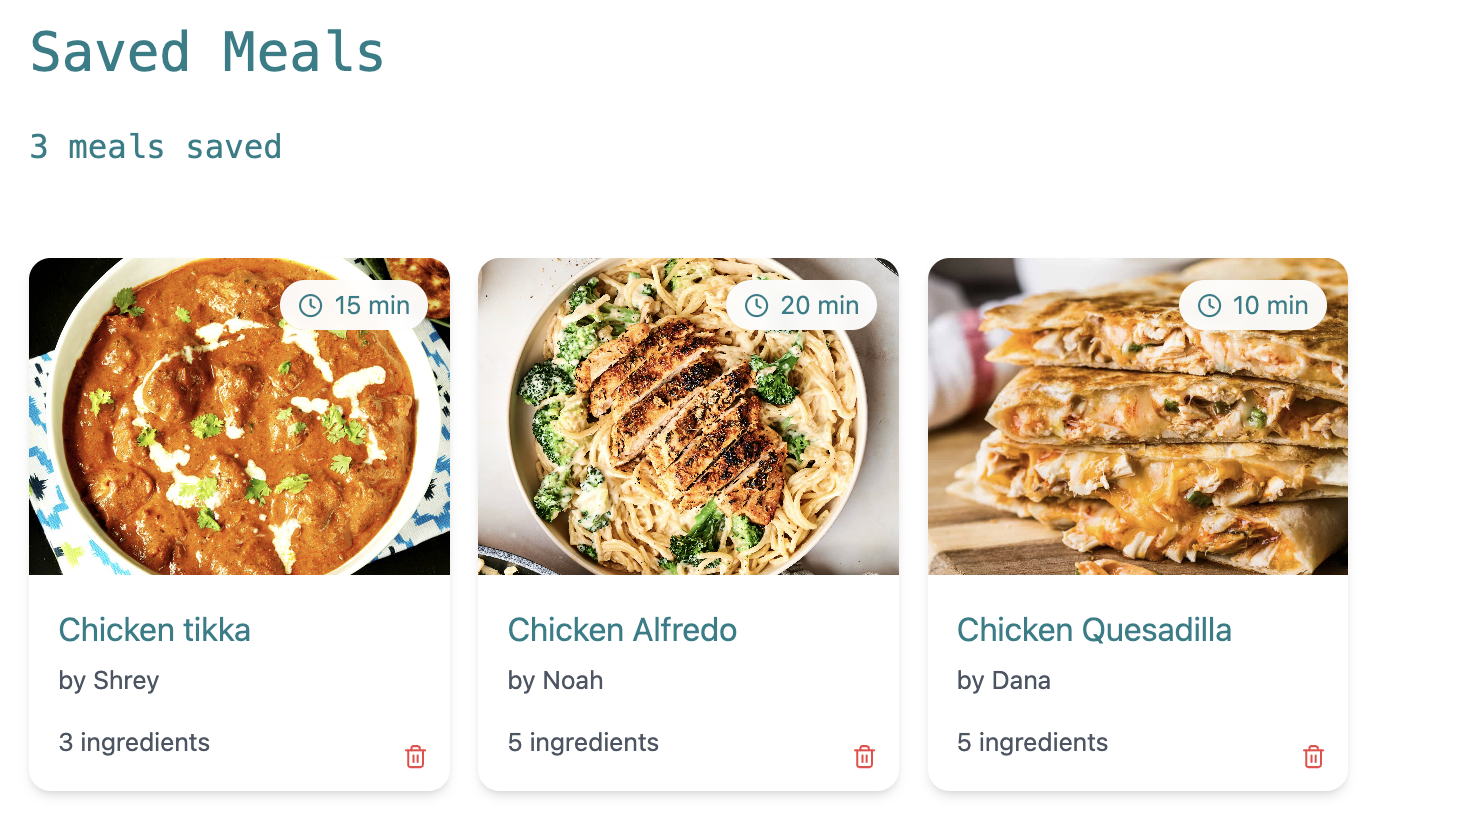 Saved Meals
3 meals saved
15 min
20 min
10 min
Chicken tikka
by Shrey
3 ingredients
Chicken Alfredo
by Noah
5 ingredients
Chicken Quesadilla
by Dana
5 ingredients